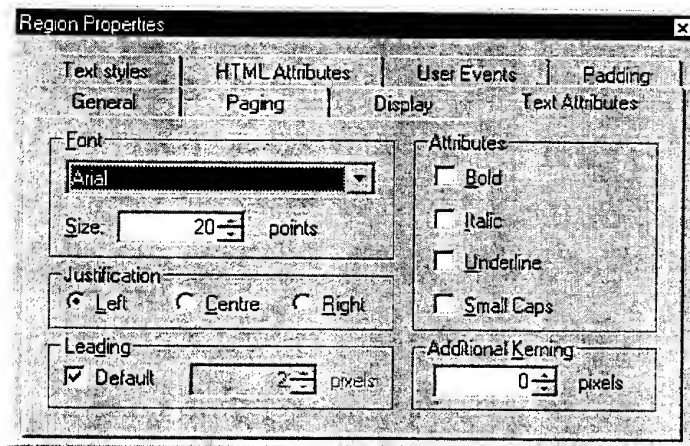 Region Properties
Text styles HTML Attributes User Events Padding
General Paging Display Text Attributes
Font
Arial
Size: 20 points
Justification
Left Centre Right
Leading
Default 2 pixels
Attributes
Bold
Italic
Underline
Small Caps
Additional Kerning
0 pixels